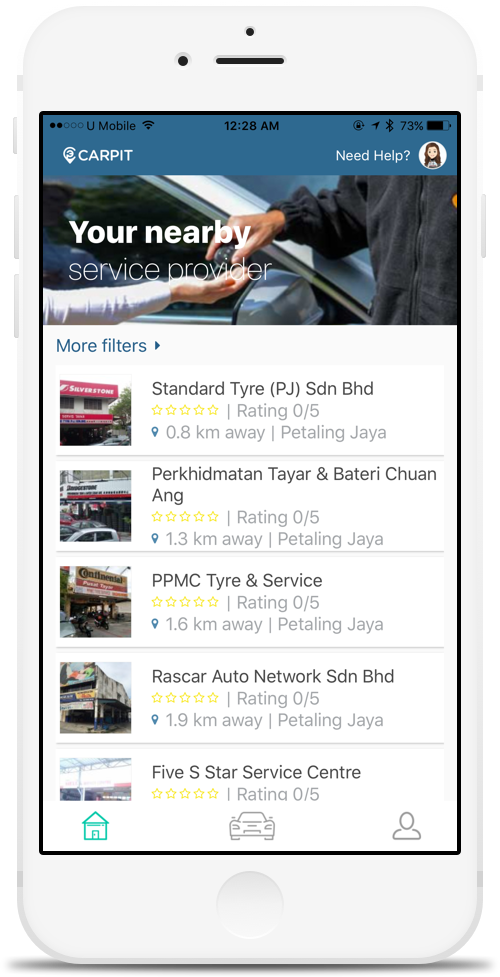 U Mobile 12:28 AM 73%
CARPIT Need Help?
Your nearby
service provider
More filters
SILVERSTONE
Standard Tyre (PJ) Sdn Bhd
| Rating 0/5
0.8 km away | Petaling Jaya
Perkhidmatan Tayar & Bateri Chuan
Ang
| Rating 0/5
1.3 km away | Petaling Jaya
Continental
PPMC Tyre & Service
| Rating 0/5
1.6 km away | Petaling Jaya
Rascar Auto Network Sdn Bhd
| Rating 0/5
1.9 km away | Petaling Jaya
Five S Star Service Centre
| Rating 0/5